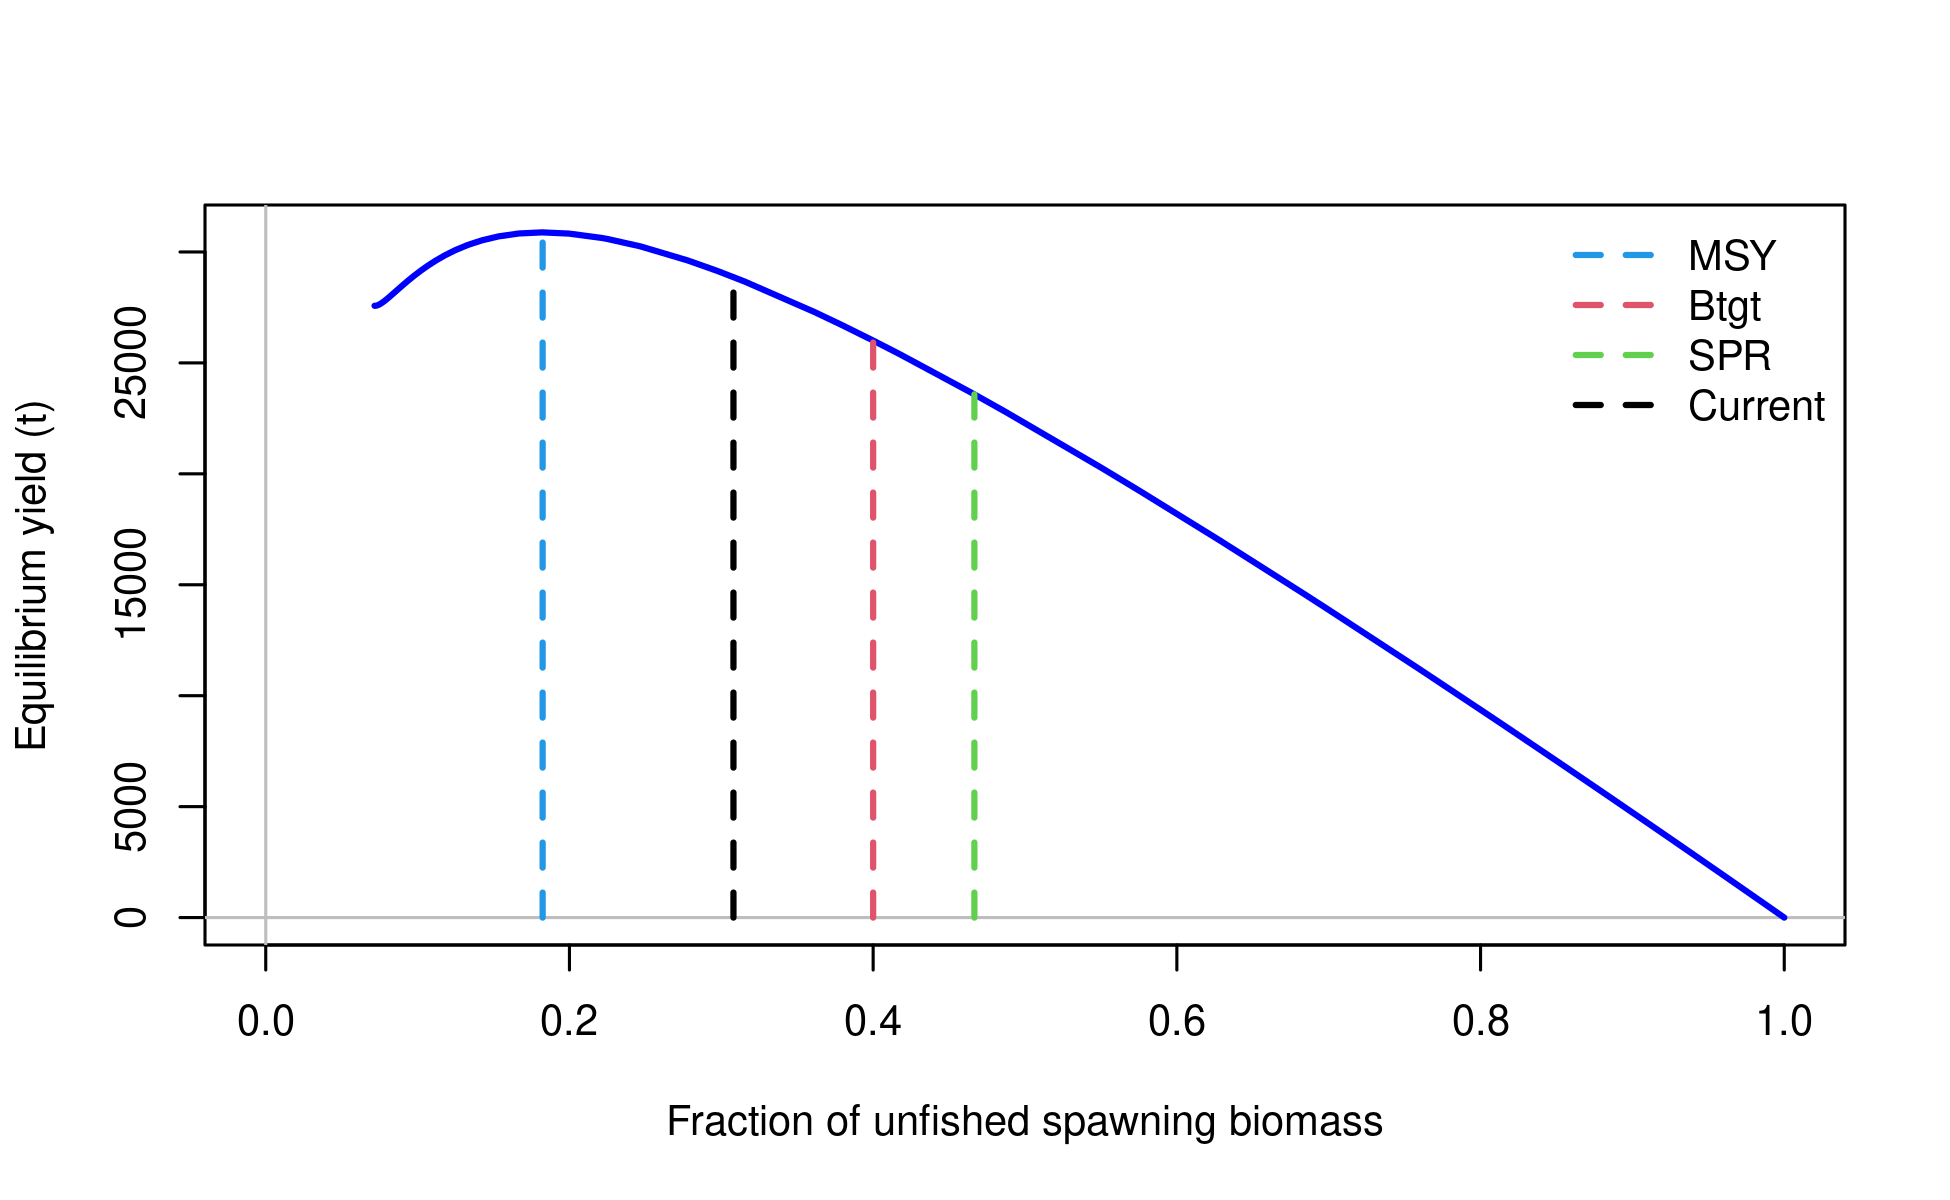 MSY
Btgt
SPR
Current
Equilibrium yield (t)
25000
15000
5000
0
0.0 0.2 0.4 0.6 0.8 1.0
Fraction of unfished spawning biomass